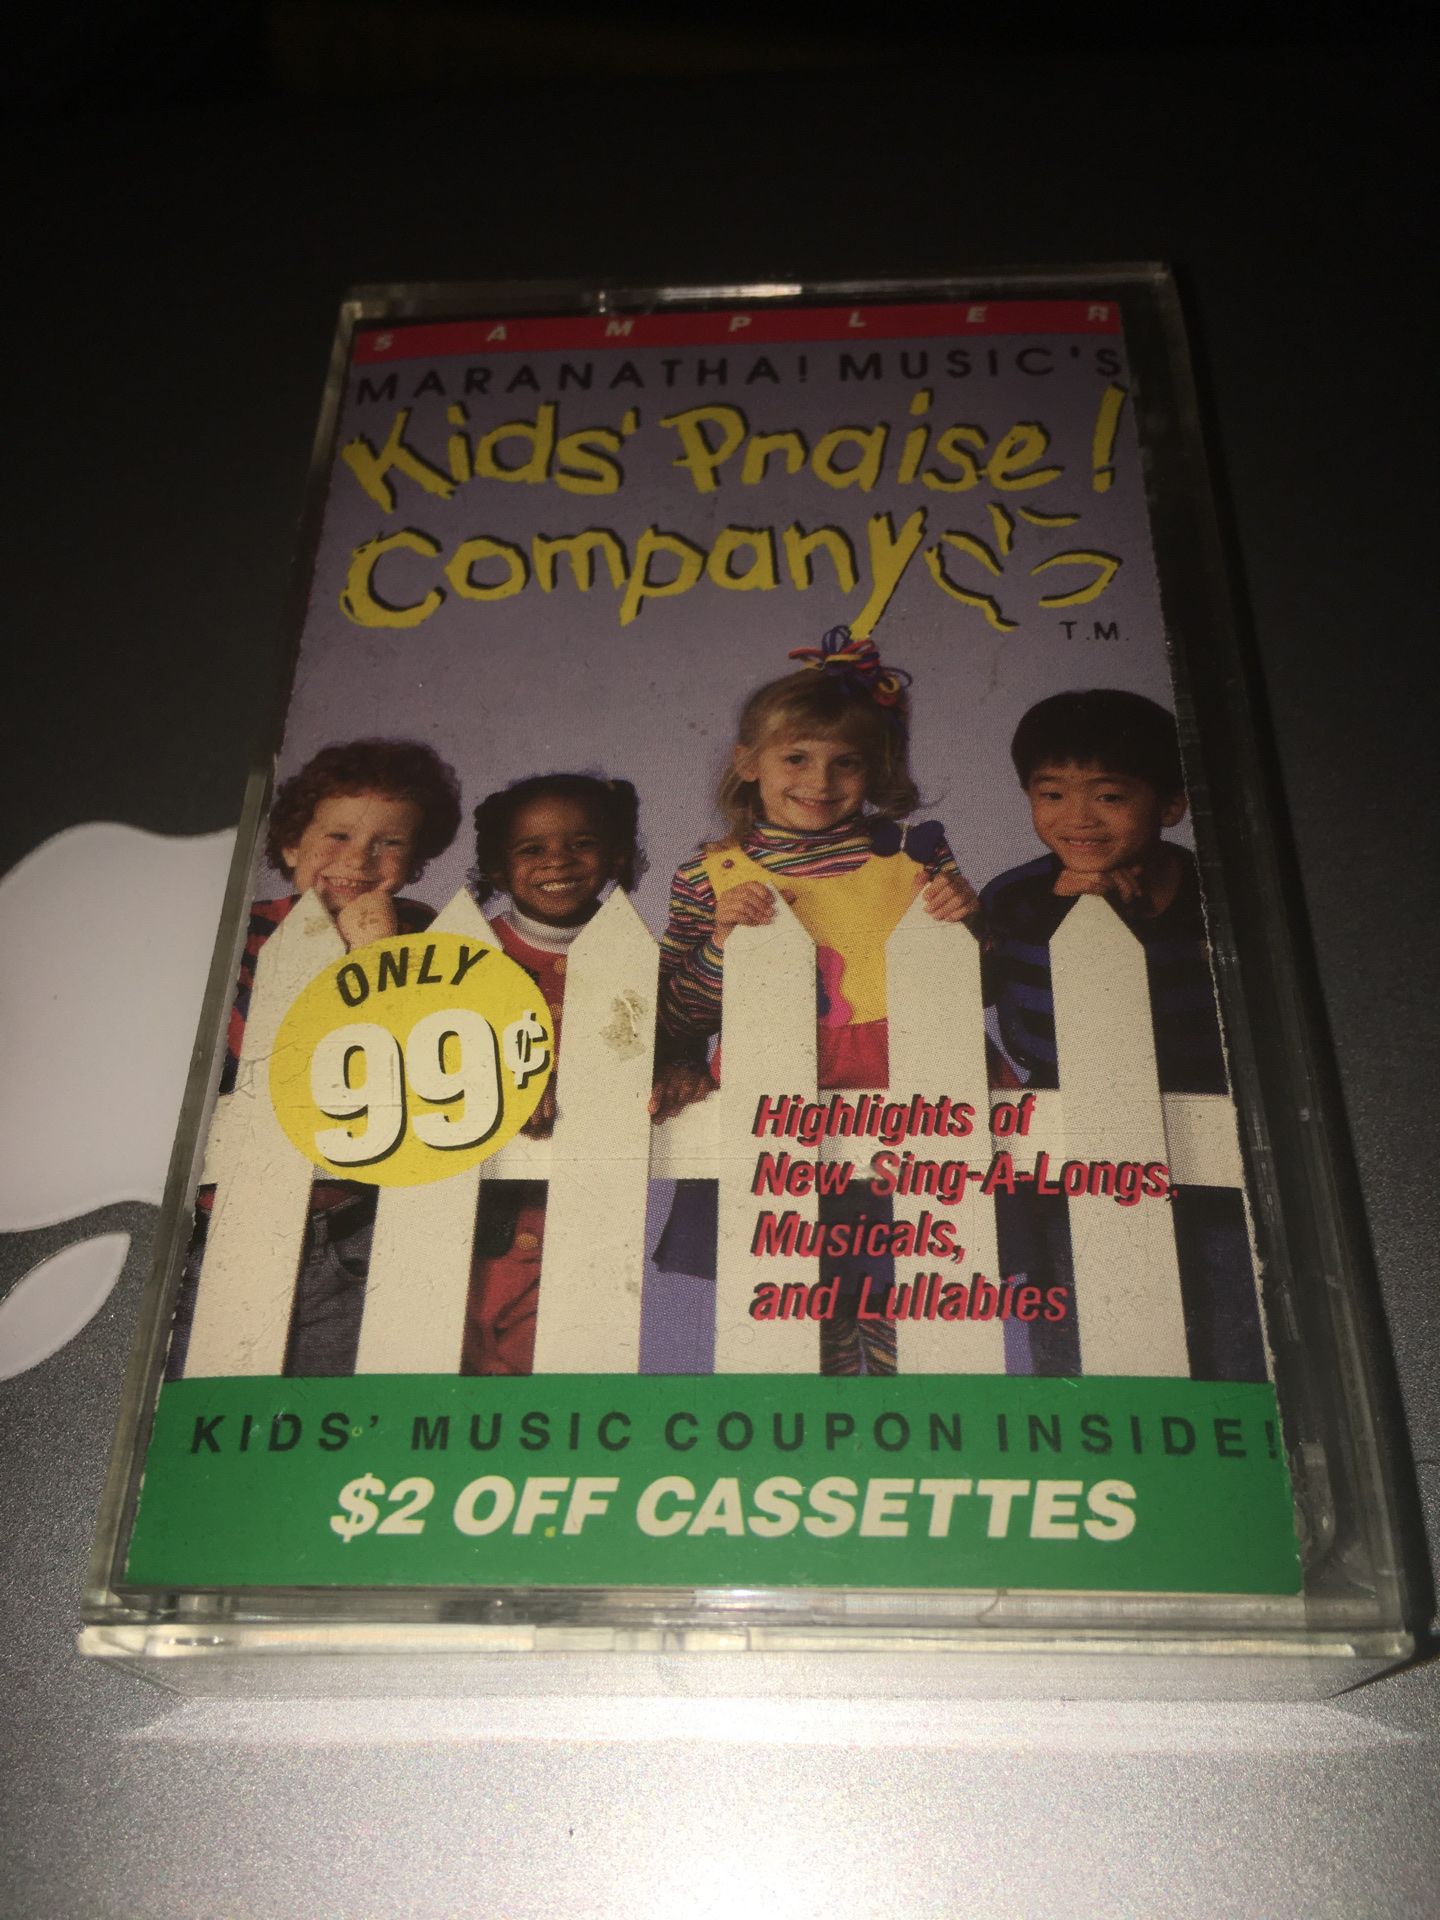 SAMPLER
MARANATHA! MUSIC'S
Kids' Praise!
Company
T.M.
ONLY
99¢
Highlights of
New Sing-A-Longs,
Musicals,
and Lullabies
KIDS' MUSIC COUPON INSIDE!
$2 OFF CASSETTES